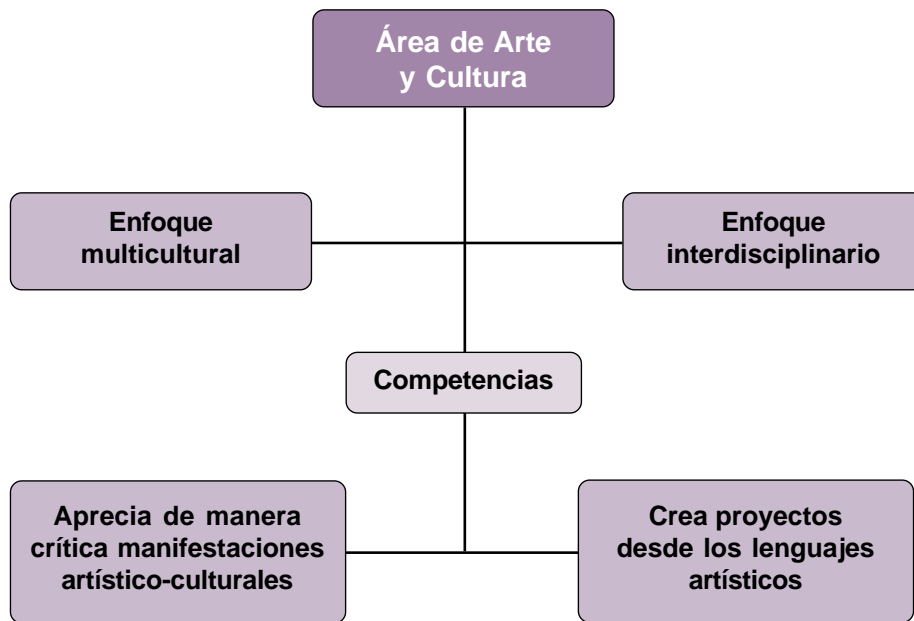 Área de Arte
y Cultura
Enfoque
multicultural
Enfoque
interdisciplinario
Competencias
Aprecia de manera
crítica manifestaciones
artístico-culturales
Crea proyectos
desde los lenguajes
artísticos